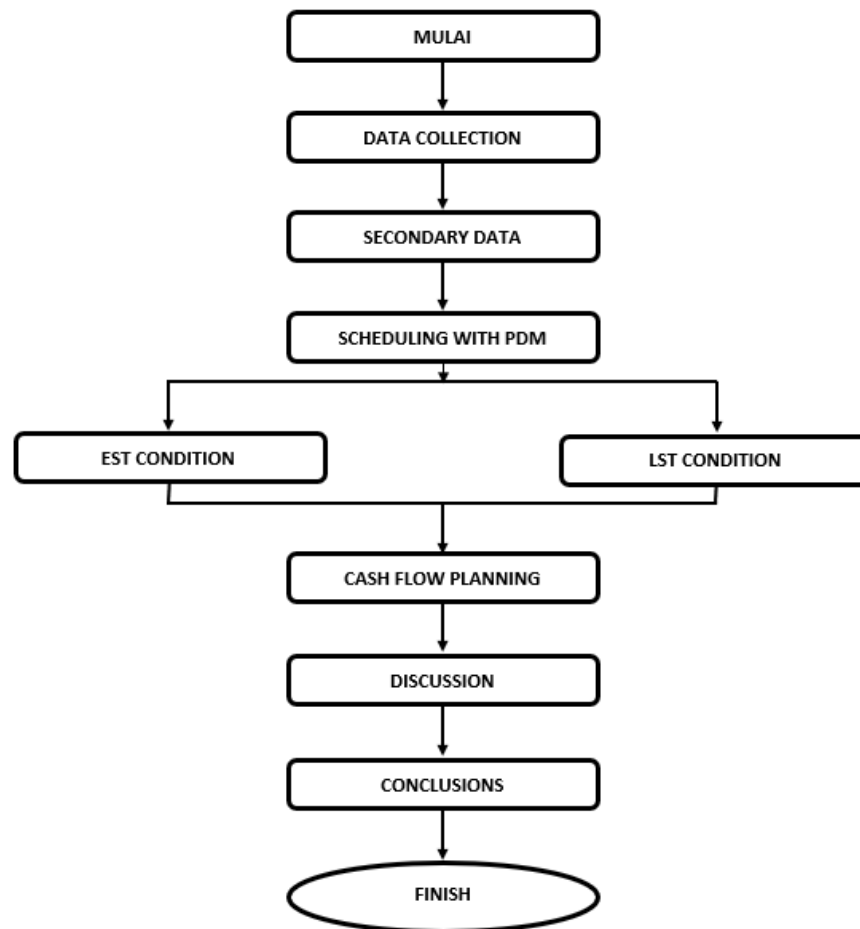 MULAI
DATA COLLECTION
SECONDARY DATA
SCHEDULING WITH PDM
EST CONDITION
LST CONDITION
CASH FLOW PLANNING
DISCUSSION
CONCLUSIONS
FINISH